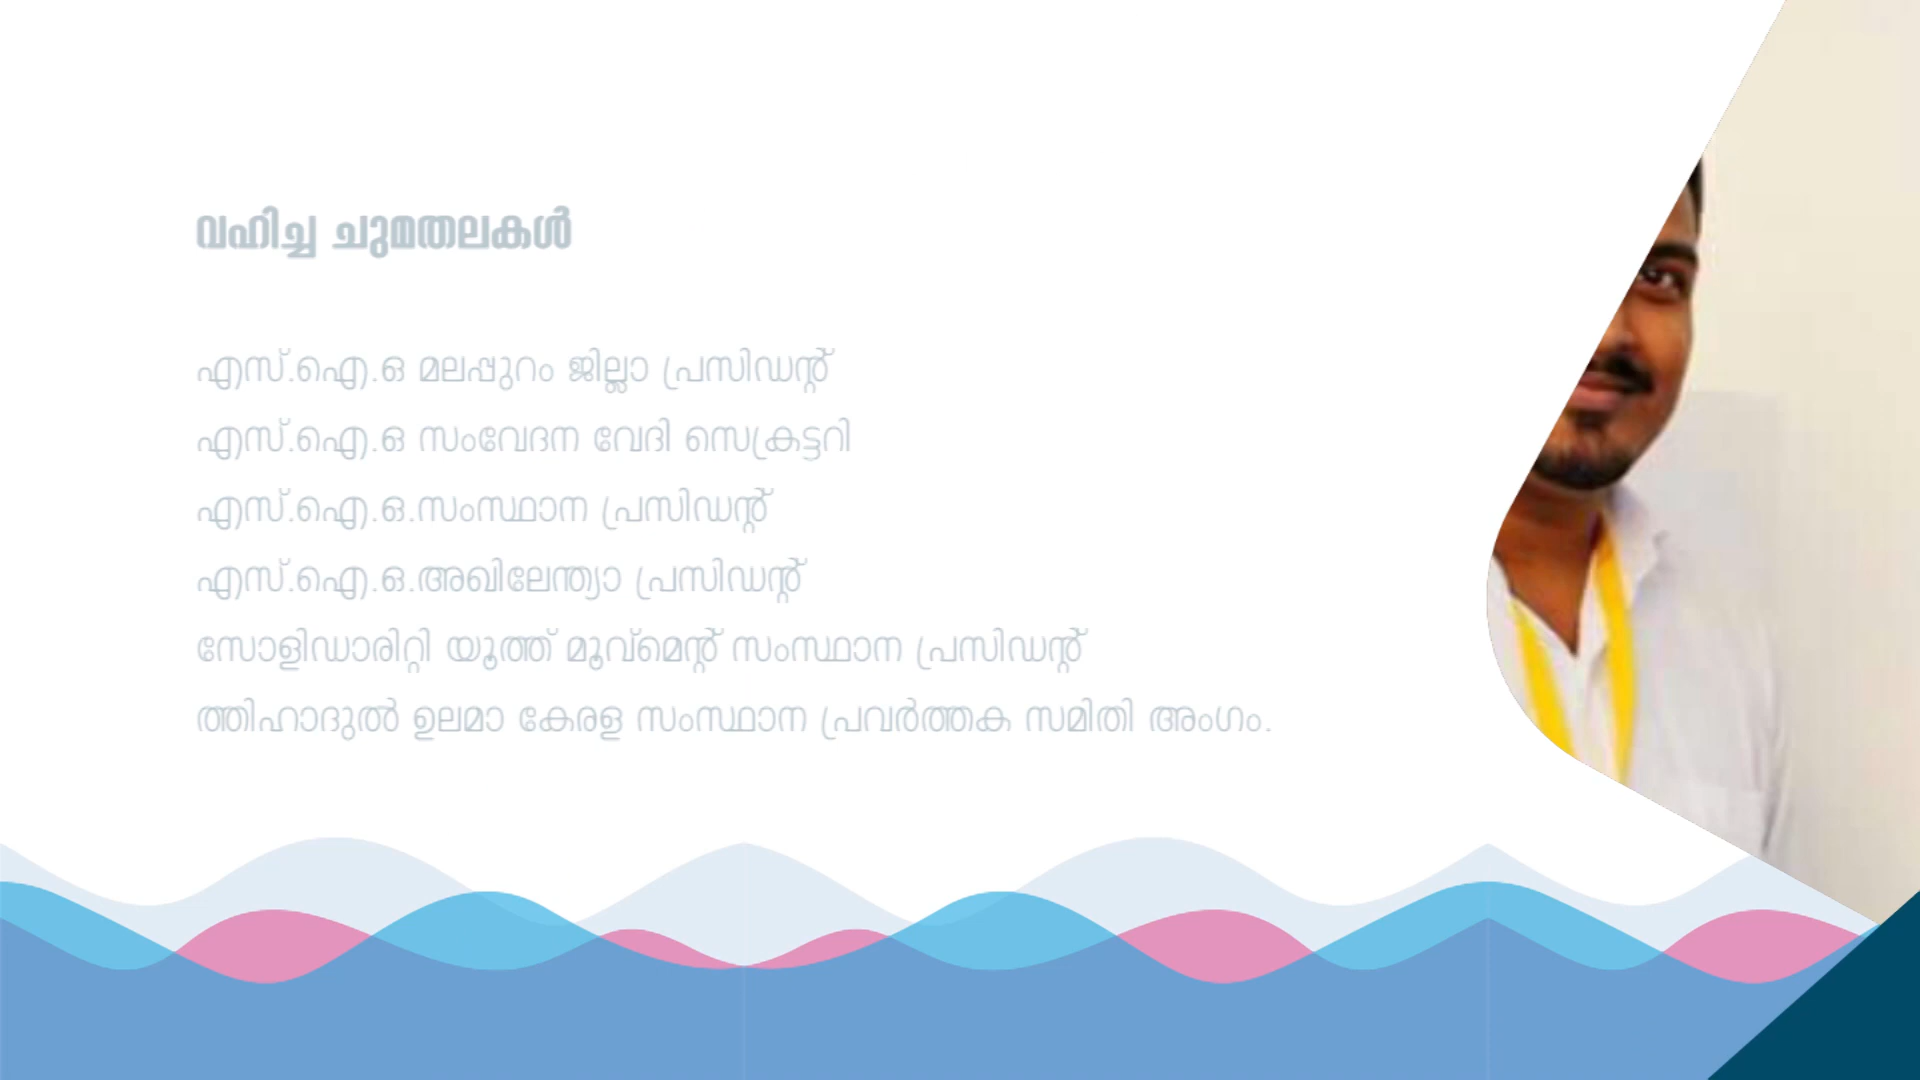 വഹിച്ച ചുമതലകൾ
എസ്.ഐ.ഒ മലപ്പുറം ജില്ലാ പ്രസിഡന്റ്
എസ്.ഐ.ഒ സംവേദന വേദി സെക്രട്ടറി
എസ്.ഐ.ഒ.സംസ്ഥാന പ്രസിഡന്റ്
എസ്.ഐ.ഒ.അഖിലേന്ത്യാ പ്രസിഡന്റ്
സോളിഡാരിറ്റി യൂത്ത് മൂവ്മെന്റ് സംസ്ഥാന പ്രസിഡന്റ്
ത്തിഹാദുൽ ഉലമാ കേരള സംസ്ഥാന പ്രവർത്തക സമിതി അംഗം.